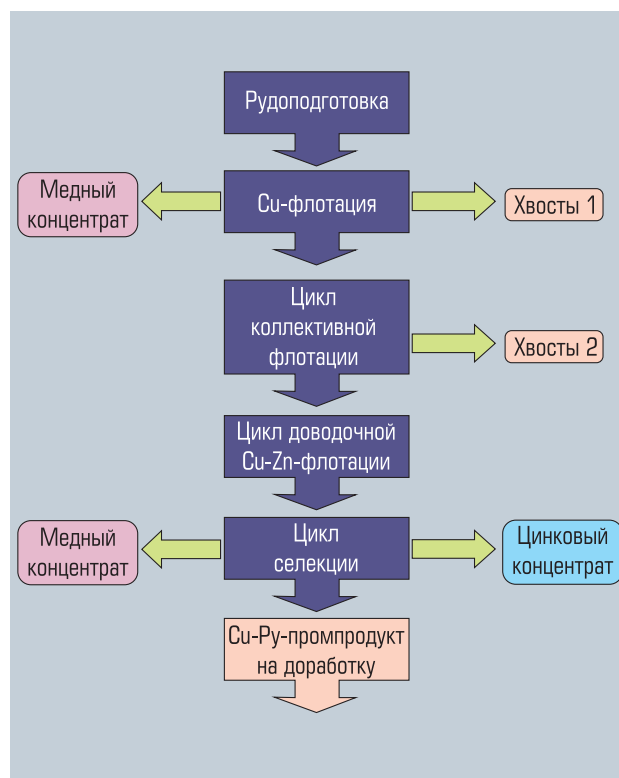 Рудоподготовка
Медный
концентрат
Cu-флотация
Хвосты 1
Цикл
коллективной
флотации
Хвосты 2
Цикл доводочной
Cu-Zn-флотации
Медный
концентрат
Цикл
селекции
Цинковый
концентрат
Cu-Py-промпродукт
на доработку